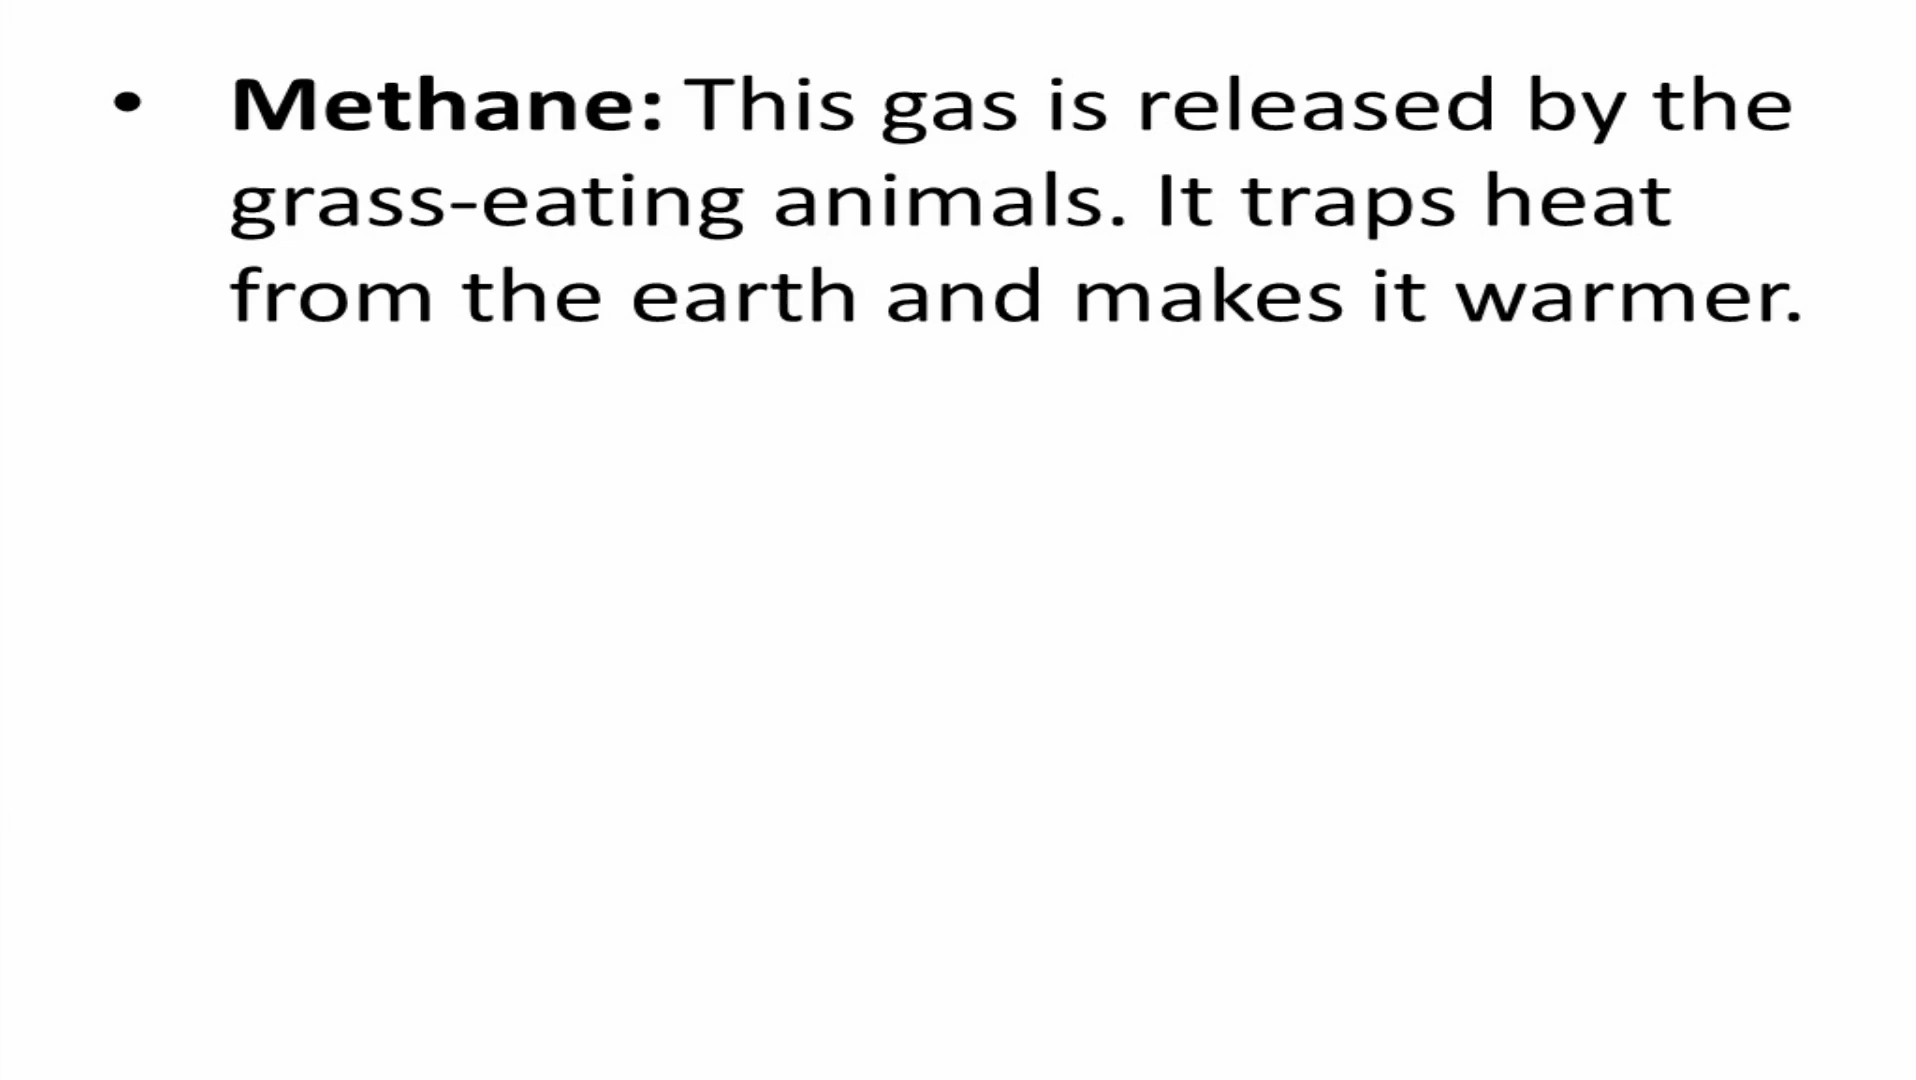 • Methane: This gas is released by the
grass-eating animals. It traps heat
from the earth and makes it warmer.